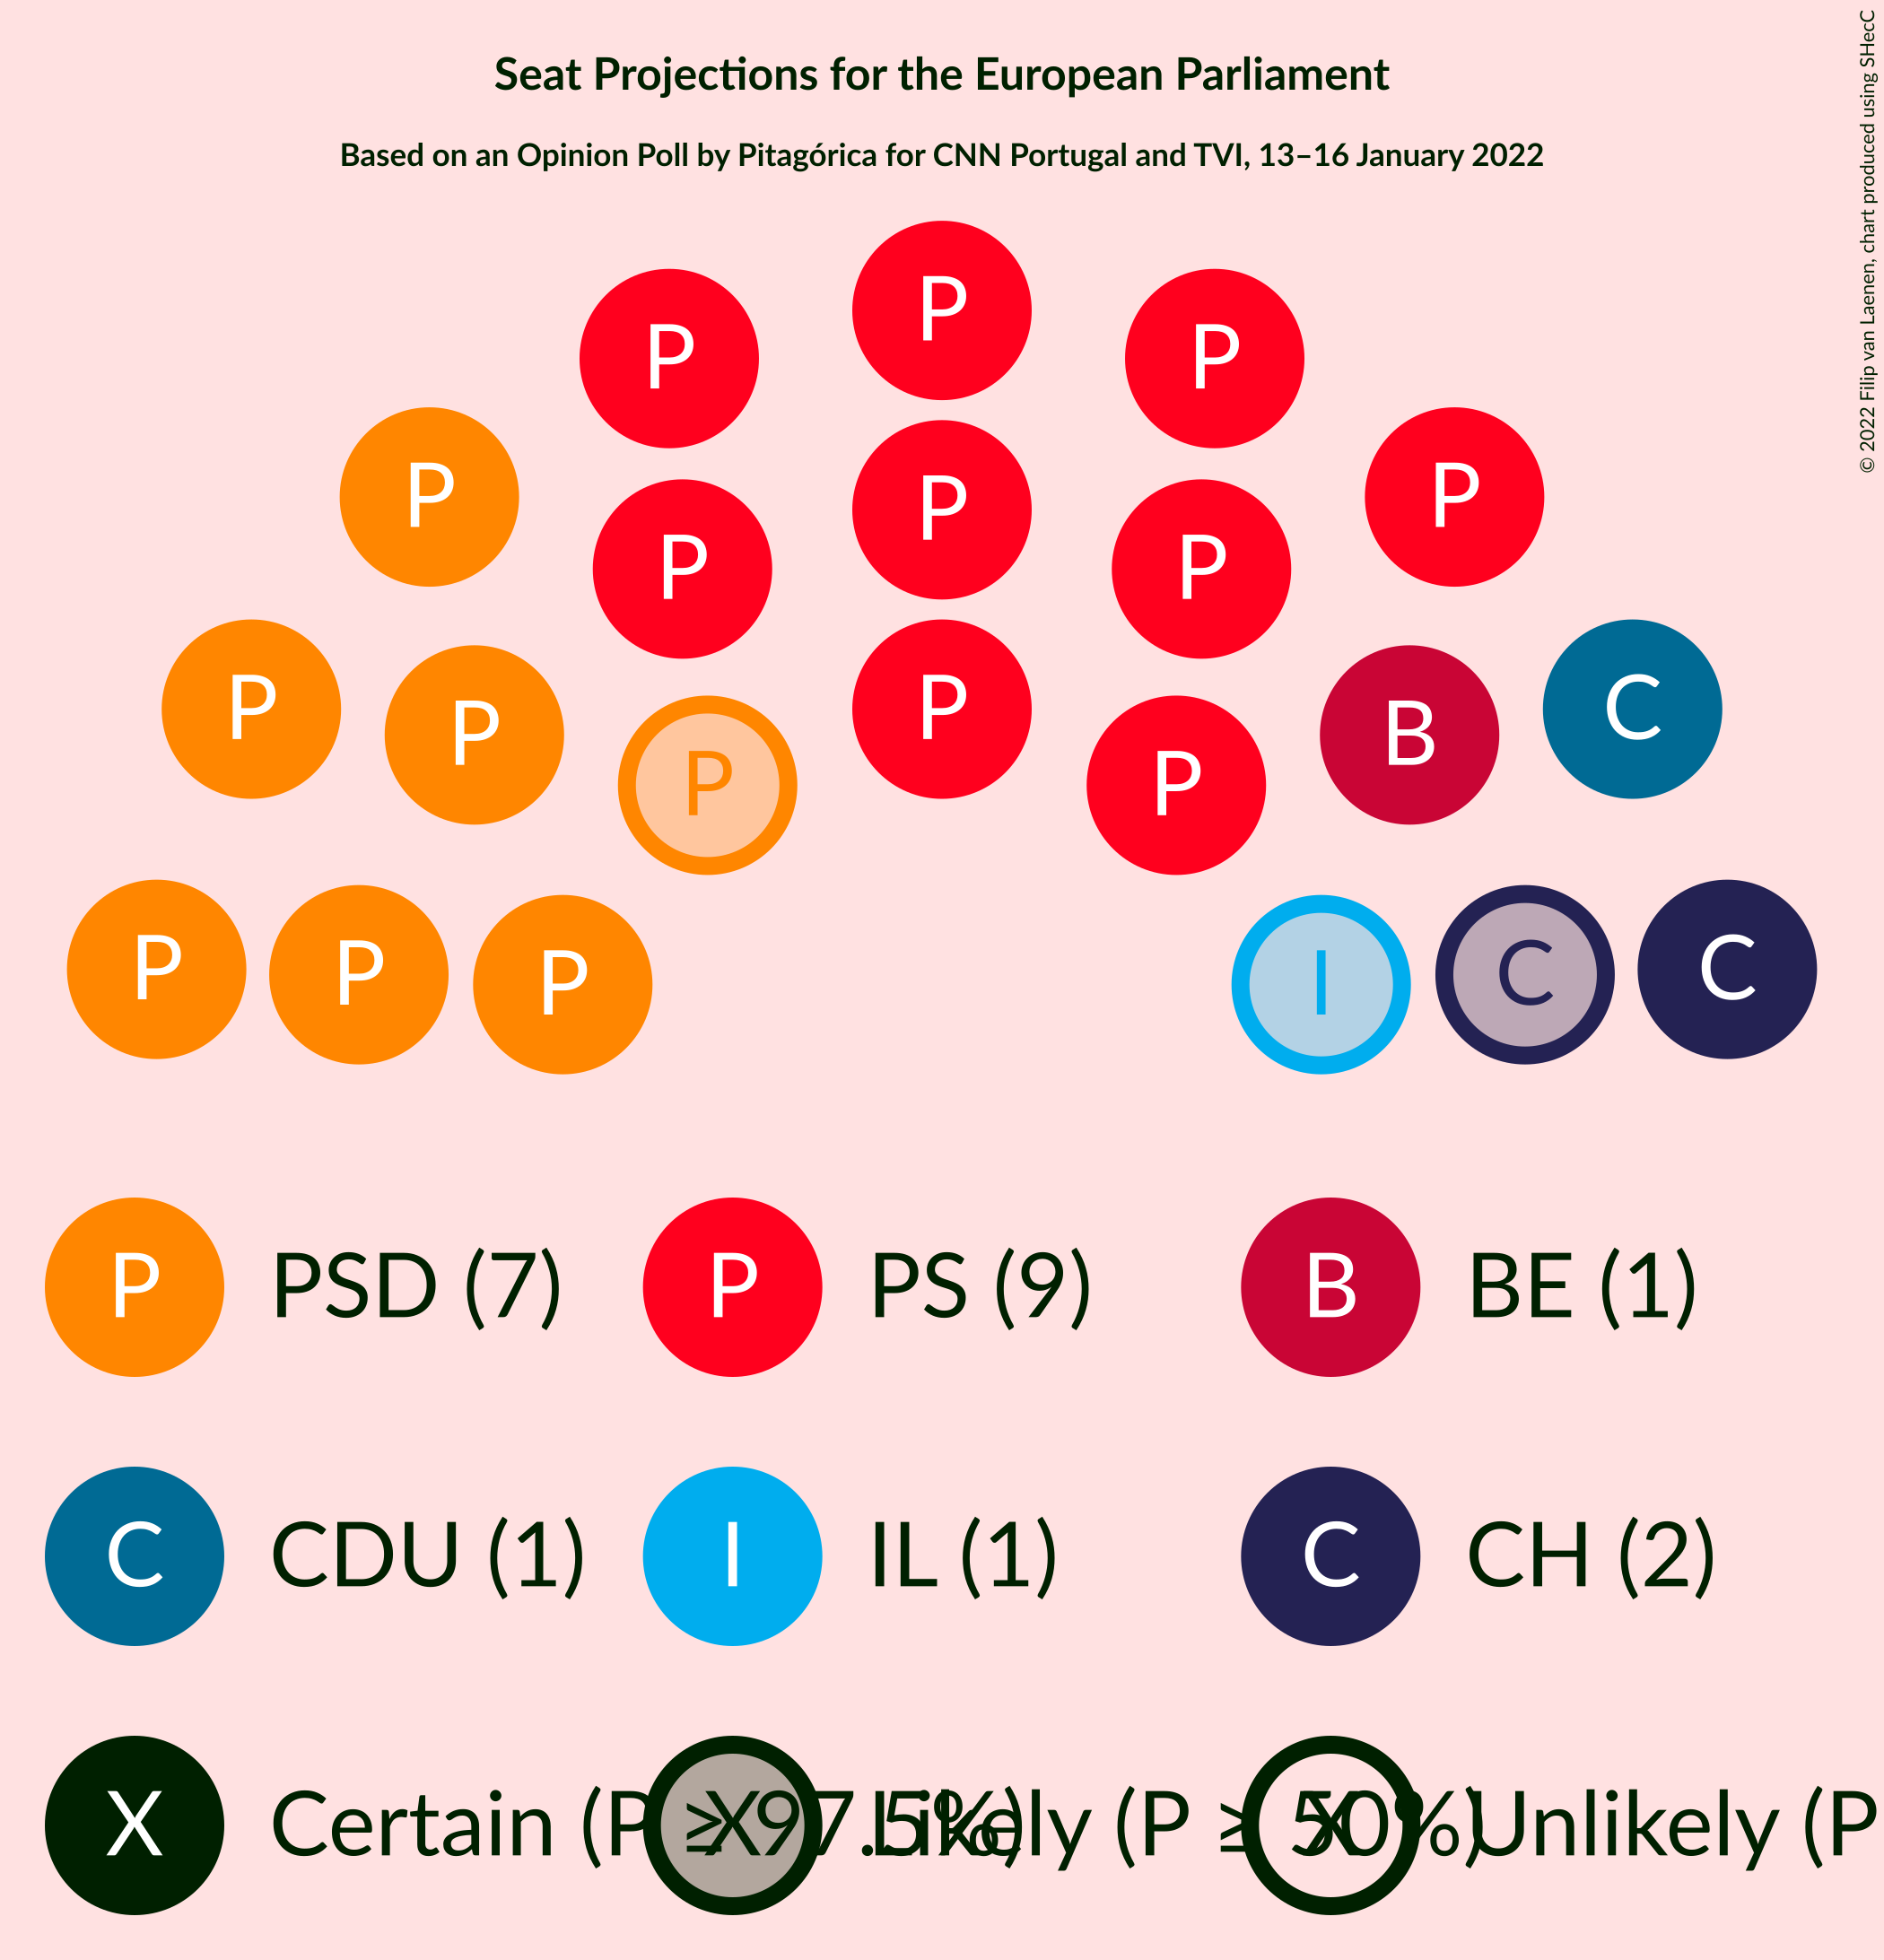 Seat Projections for the European Parliament
Based on an Opinion Poll by Pitagórica for CNN Portugal and TVI, 13–16 January 2022
© 2022 Filip van Laenen, chart produced using SHecC
P
P P
P P
P
P P
P P
P C
P B
P P
P C
P I
P C
P PSD (7) P PS (9) B BE (1)
C CDU (1) I IL (1) C CH (2)
X Certain (P ≥ 97.5%) X Likely (P ≥ 50%) X Unlikely (P